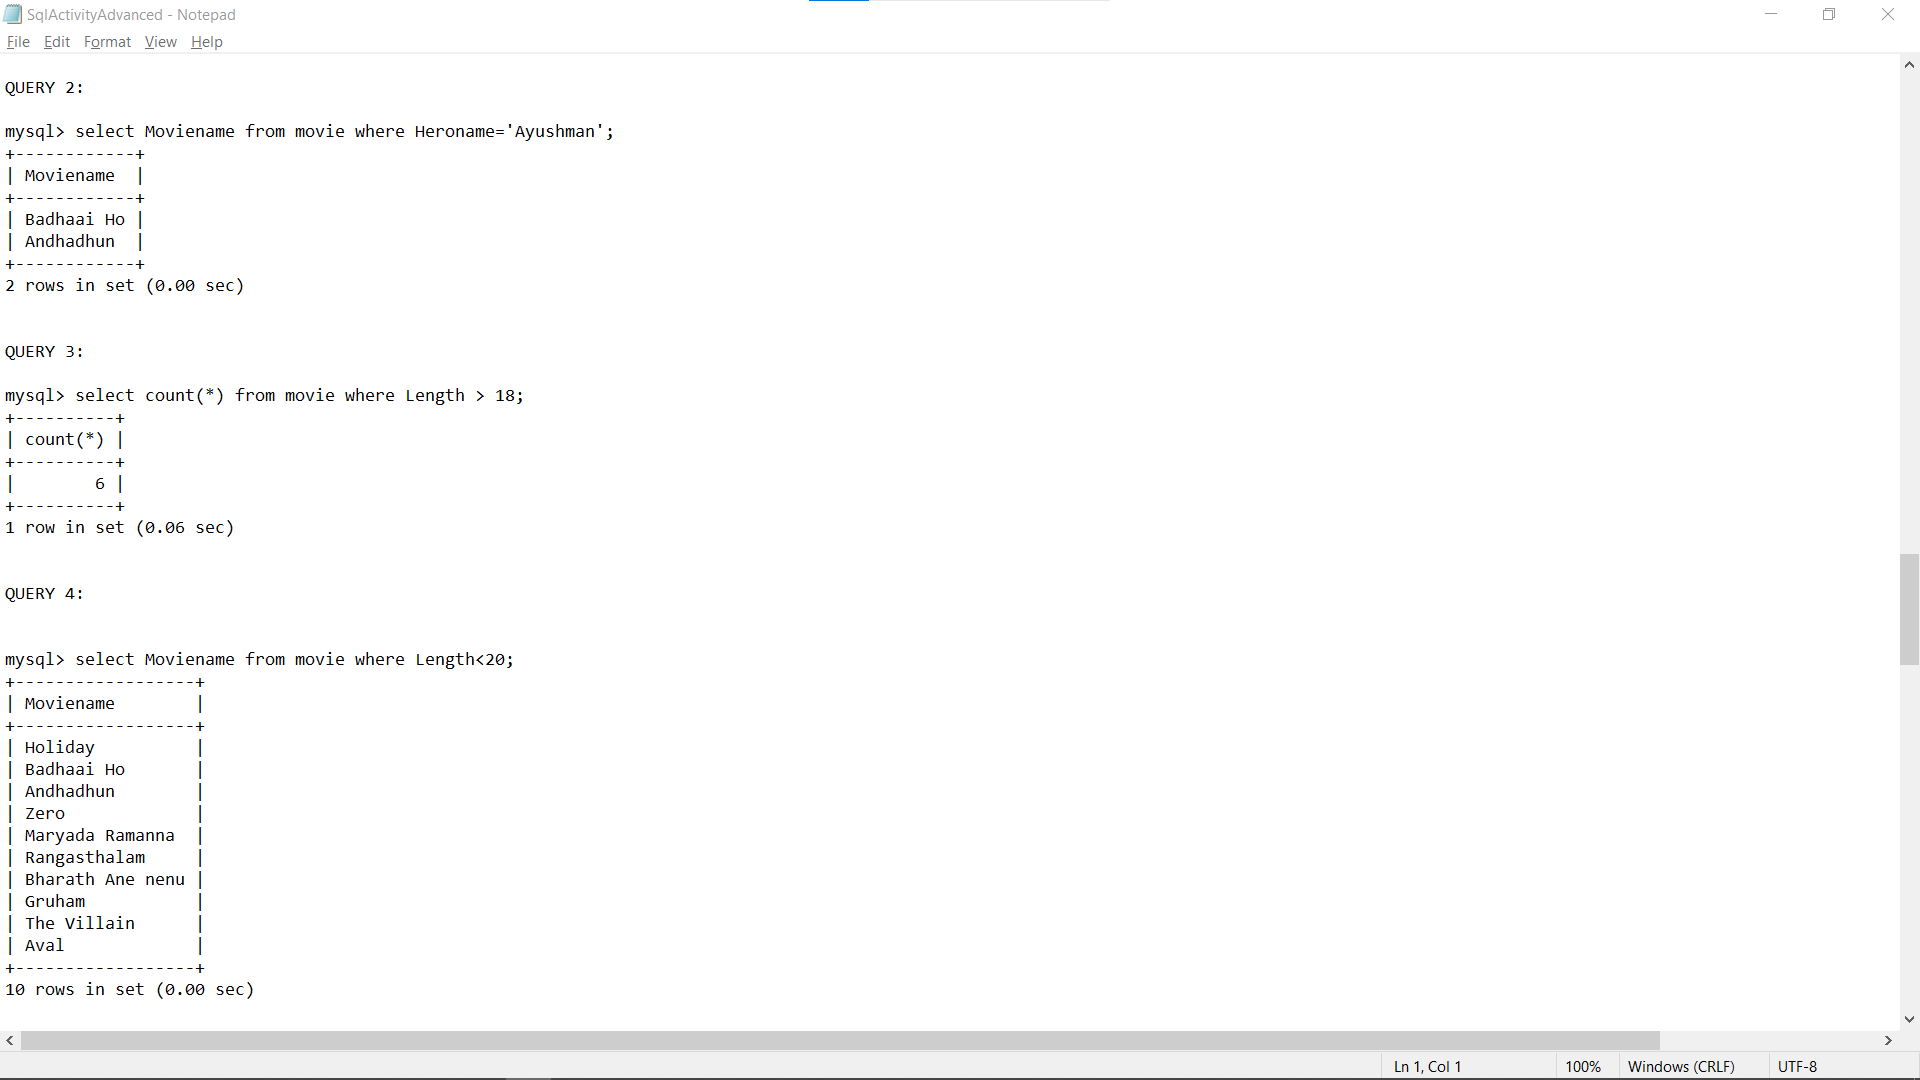 SqlActivityAdvanced - Notepad
File Edit Format View Help
QUERY 2:
mysql> select Moviename from movie where Heroname='Ayushman';
+------------+
| Moviename  |
+------------+
| Badhaai Ho |
| Andhadhun  |
+------------+
2 rows in set (0.00 sec)
QUERY 3:
mysql> select count(*) from movie where Length > 18;
+----------+
| count(*) |
+----------+
|        6 |
+----------+
1 row in set (0.06 sec)
QUERY 4:
mysql> select Moviename from movie where Length<20;
+------------------+
| Moviename        |
+------------------+
| Holiday          |
| Badhaai Ho       |
| Andhadhun        |
| Zero             |
| Maryada Ramanna  |
| Rangasthalam     |
| Bharath Ane nenu |
| Gruham           |
| The Villain      |
| Aval             |
+------------------+
10 rows in set (0.00 sec)
Ln 1, Col 1 100% Windows (CRLF) UTF-8